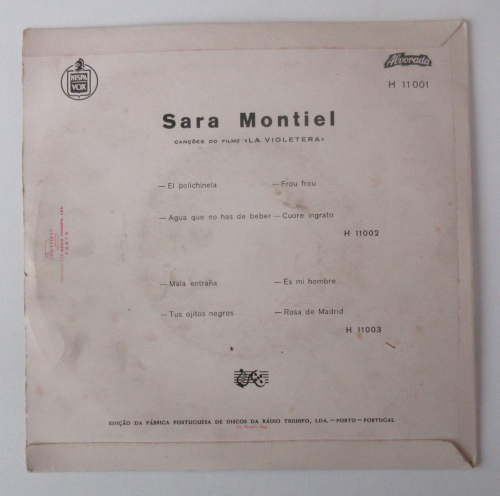 HISPA
VOX
Alvorada
H 11001
Sara Montiel
CANÇÕES DO FILME «LA VIOLETERA»
— El polichinela — Frou frou
— Agua que no has de beber — Cuore ingrato
H 11002
— Mala entraña — Es mi hombre
— Tus ojitos negros — Rosa de Madrid
H 11003
EDIÇÃO DA FÁBRICA PORTUGUESA DE DISCOS DA RÁDIO TRIUNFO, LDA. — PORTO — PORTUGAL